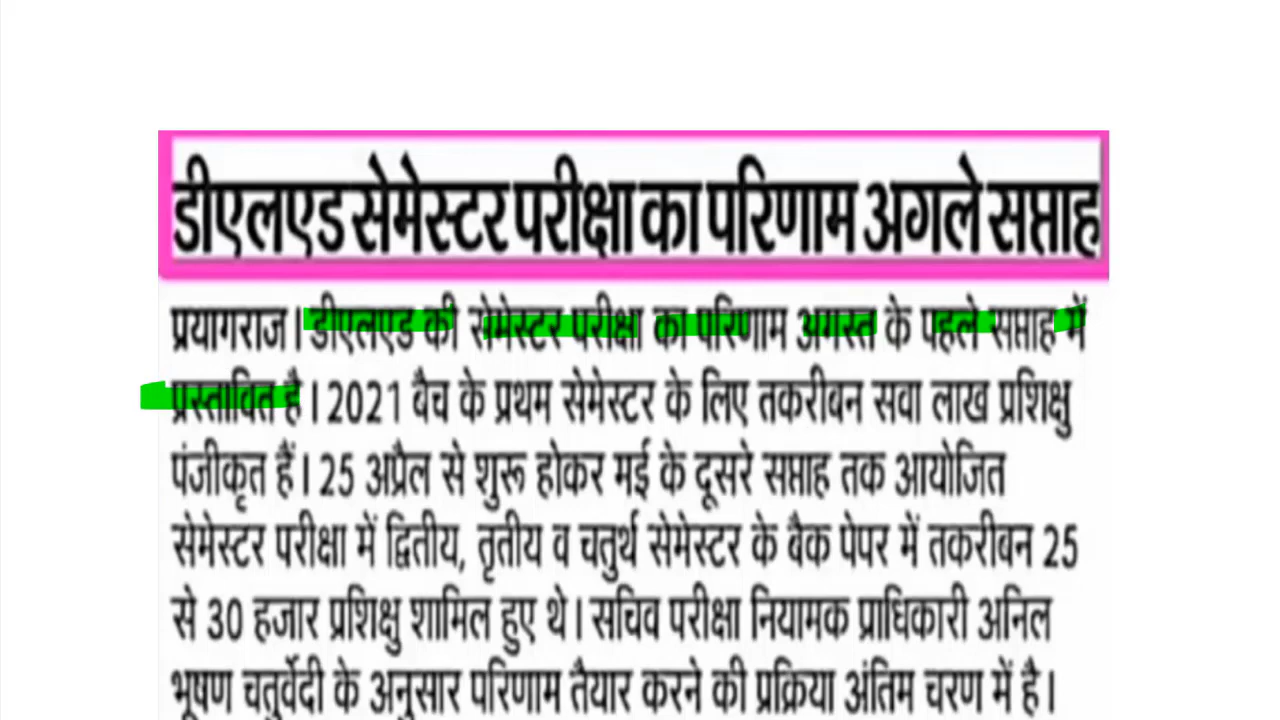 डीएलएड सेमेस्टर परीक्षा का परिणाम अगले सप्ताह
प्रयागराज। डीएलएड की सेमेस्टर परीक्षा का परिणाम अगस्त के पहले सप्ताह में
प्रस्तावित है। 2021 बैच के प्रथम सेमेस्टर के लिए तकरीबन सवा लाख प्रशिक्षु
पंजीकृत हैं। 25 अप्रैल से शुरू होकर मई के दूसरे सप्ताह तक आयोजित
सेमेस्टर परीक्षा में द्वितीय, तृतीय व चतुर्थ सेमेस्टर के बैक पेपर में तकरीबन 25
से 30 हजार प्रशिक्षु शामिल हुए थे। सचिव परीक्षा नियामक प्राधिकारी अनिल
भूषण चतुर्वेदी के अनुसार परिणाम तैयार करने की प्रक्रिया अंतिम चरण में है।